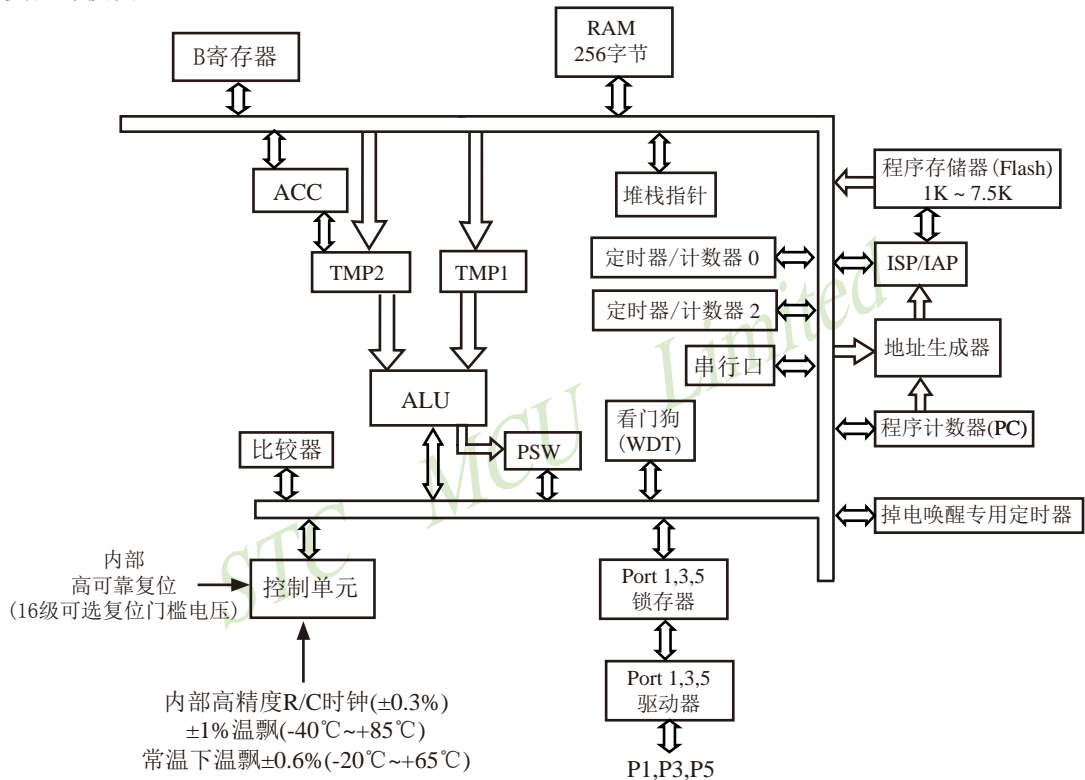 RAM
256字节
B寄存器
ACC
堆栈指针
程序存储器(Flash)
1K ~ 7.5K
TMP2
TMP1
定时器/计数器 0
ISP/IAP
定时器/计数器 2
地址生成器
串行口
ALU
看门狗
(WDT)
程序计数器(PC)
比较器
PSW
掉电唤醒专用定时器
内部
高可靠复位
(16级可选复位门槛电压)
控制单元
Port 1,3,5
锁存器
Port 1,3,5
驱动器
内部高精度R/C时钟(±0.3%)
±1%温飘(-40℃~+85℃)
常温下温飘±0.6%(-20℃~+65℃)
P1,P3,P5
STC MCU Limited